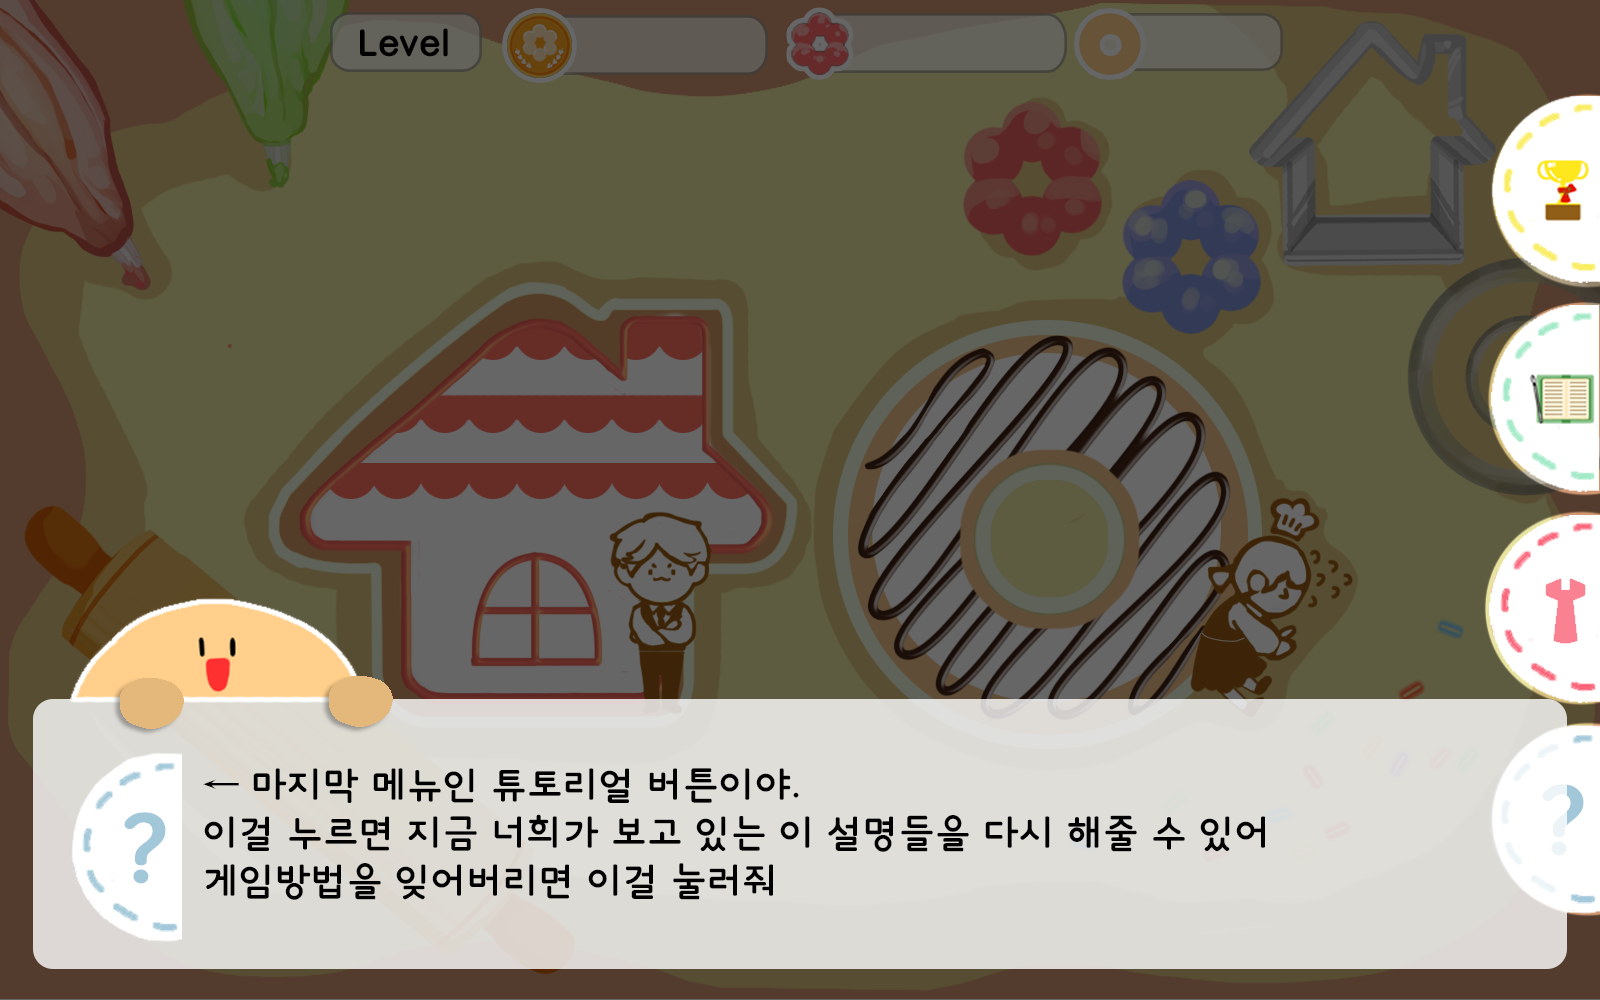 Level
← 마지막 메뉴인 튜토리얼 버튼이야.
이걸 누르면 지금 너희가 보고 있는 이 설명들을 다시 해줄 수 있어
게임방법을 잊어버리면 이걸 눌러줘
?
?